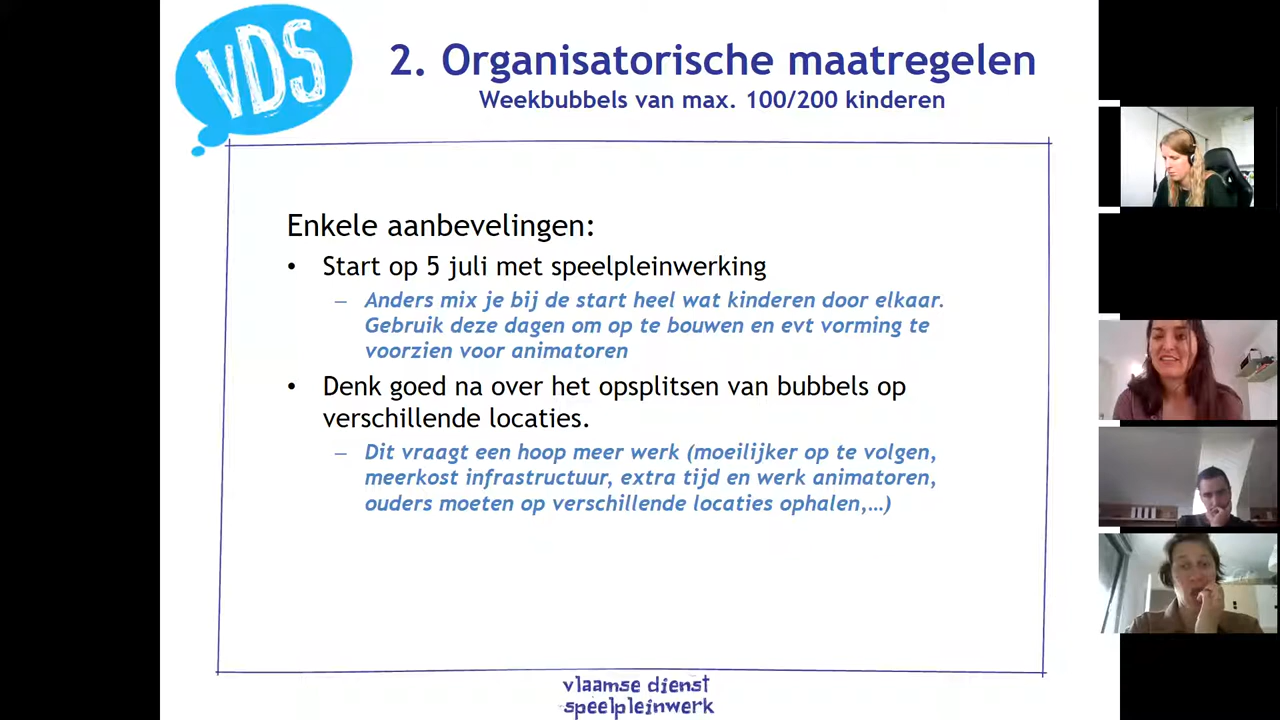 VDS
2. Organisatorische maatregelen
Weekbubbels van max. 100/200 kinderen
Enkele aanbevelingen:
• Start op 5 juli met speelpleinwerking
– Anders mix je bij de start heel wat kinderen door elkaar.
Gebruik deze dagen om op te bouwen en evt vorming te
voorzien voor animatoren
• Denk goed na over het opsplitsen van bubbels op
verschillende locaties.
– Dit vraagt een hoop meer werk (moeilijker op te volgen,
meerkost infrastructuur, extra tijd en werk animatoren,
ouders moeten op verschillende locaties ophalen,…)
vlaamse dienst
speelpleinwerk